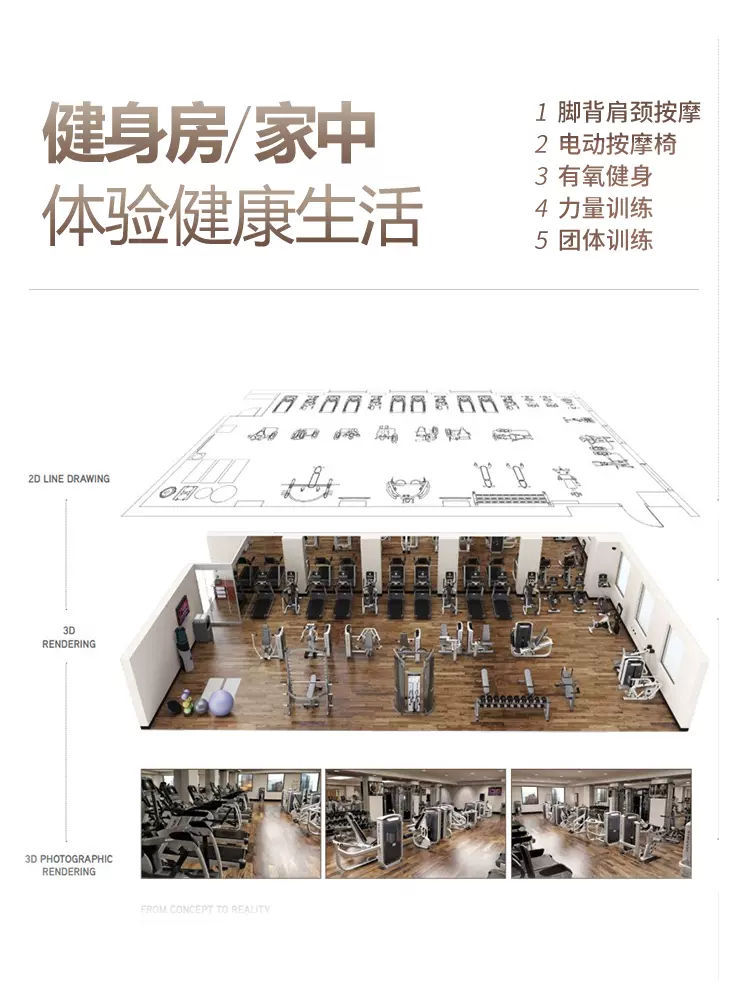 健身房/家中
体验健康生活
1 脚背肩颈按摩
2 电动按摩椅
3 有氧健身
4 力量训练
5 团体训练
2D LINE DRAWING
3D
RENDERING
3D PHOTOGRAPHIC
RENDERING
FROM CONCEPT TO REALITY